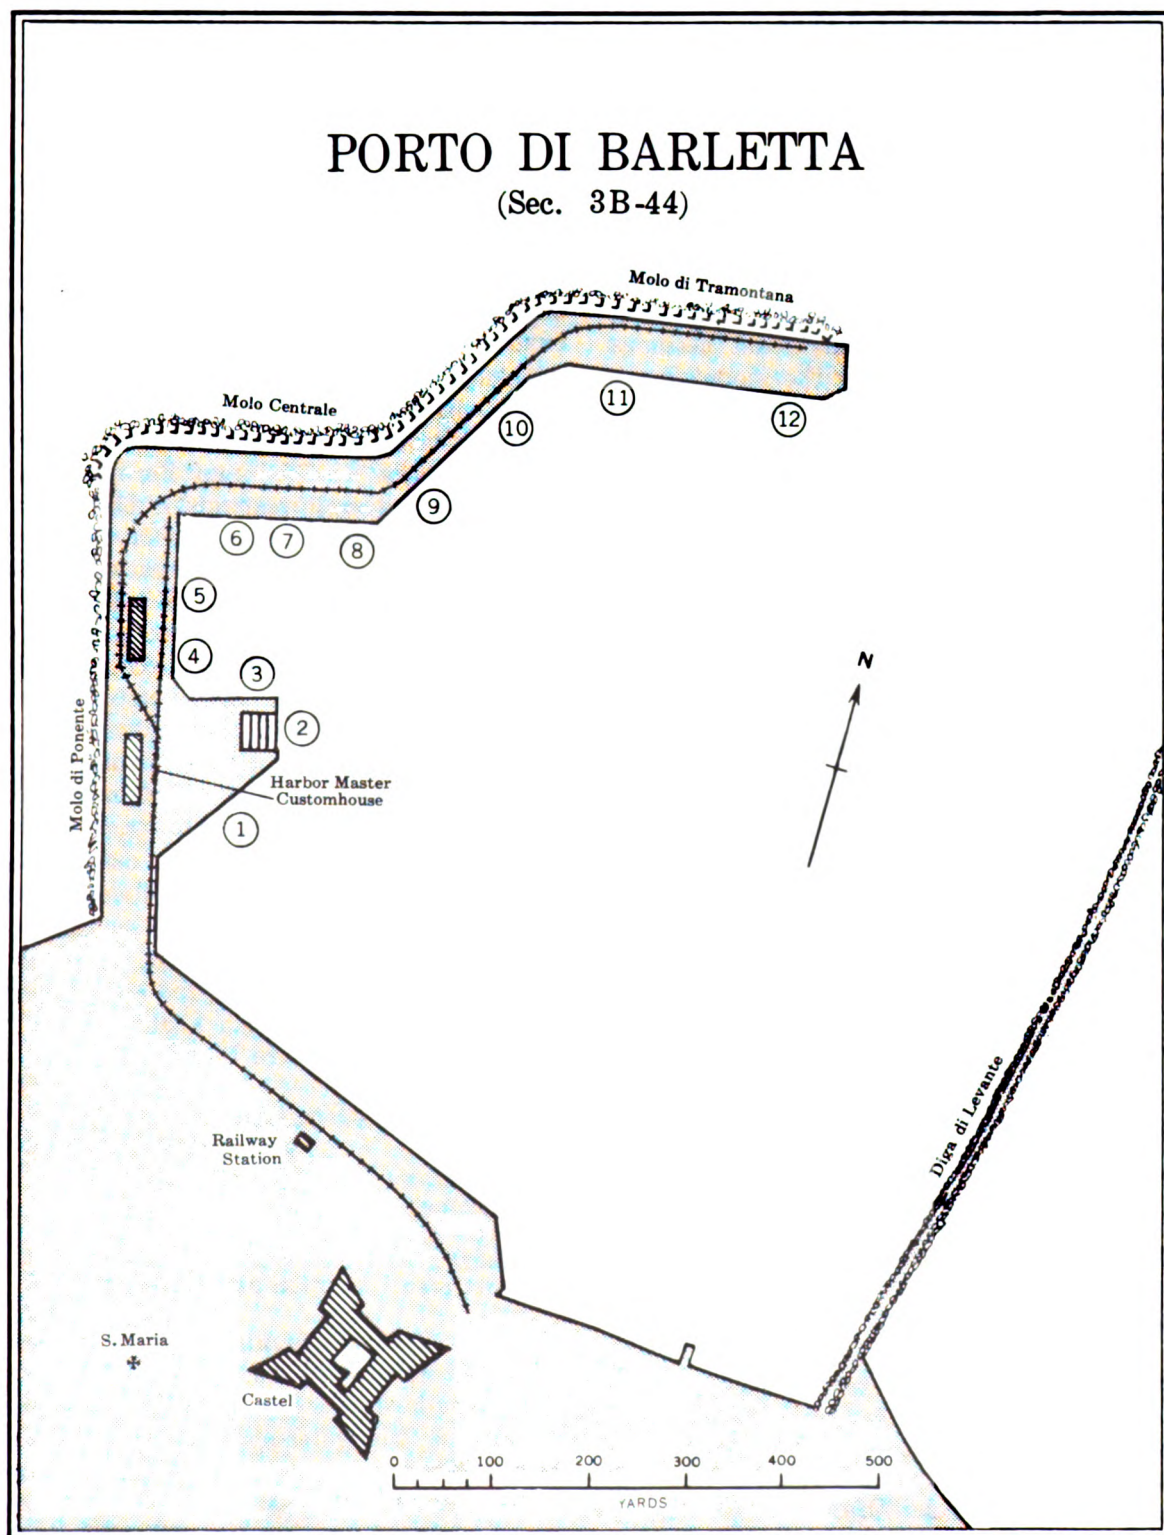 PORTO DI BARLETTA
(Sec. 3B-44)
Molo di Tramontana
Molo Centrale
11
12
10
9
6
7
8
5
4
3
N
2
Molo di Ponente
Harbor Master
Customhouse
1
Diga di Levante
Railway
Station
S. Maria
Castel
0 100 200 300 400 500
YARDS